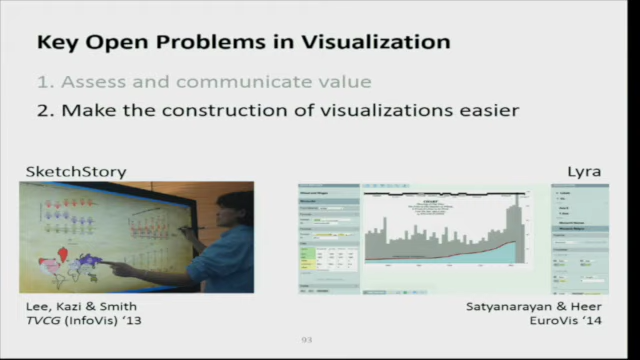 Key Open Problems in Visualization
1. Assess and communicate value
2. Make the construction of visualizations easier
SketchStory
Lyra
CHART
Lee, Kazi & Smith
TVCG (InfoVis) ‘13
Satyanarayan & Heer
EuroVis ‘14
93